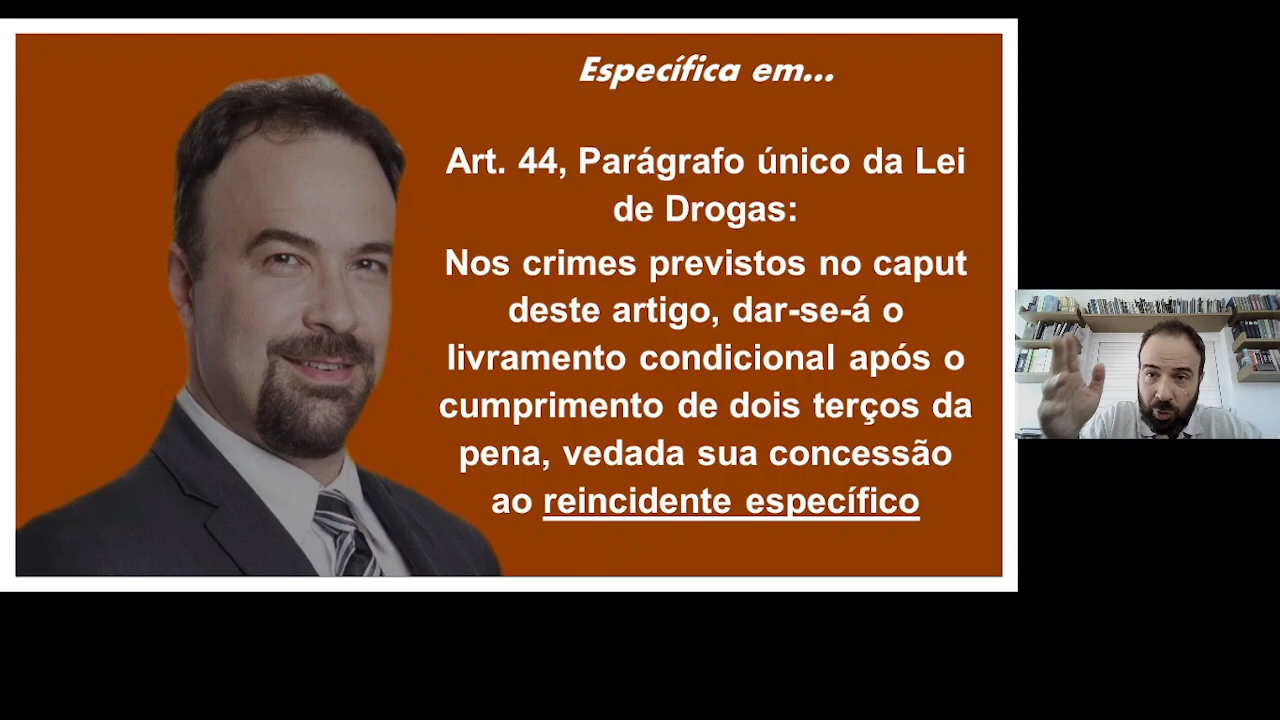 Específica em...
Art. 44, Parágrafo único da Lei
de Drogas:
Nos crimes previstos no caput
deste artigo, dar-se-á o
livramento condicional após o
cumprimento de dois terços da
pena, vedada sua concessão
ao reincidente específico